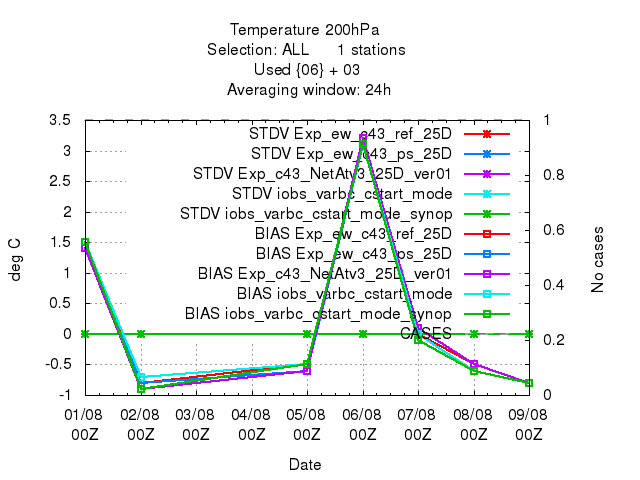 Temperature 200hPa
Selection: ALL 1 stations
Used {06} + 03
Averaging window: 24h
3.5
3
2.5
2
1.5
1
0.5
0
-0.5
-1
deg C
1
0.8
0.6
0.4
0.2
0
No cases
STDV Exp_ew_c43_ref_25D
STDV Exp_ew_c43_ps_25D
STDV Exp_c43_NetAtv3_25D_ver01
STDV iobs_varbc_cstart_mode
STDV iobs_varbc_cstart_mode_synop
BIAS Exp_ew_c43_ref_25D
BIAS Exp_ew_c43_ps_25D
BIAS Exp_c43_NetAtv3_25D_ver01
BIAS iobs_varbc_cstart_mode
BIAS iobs_varbc_cstart_mode_synop
CASES
01/08 02/08 03/08 04/08 05/08 06/08 07/08 08/08 09/08
00Z 00Z 00Z 00Z 00Z 00Z 00Z 00Z 00Z
Date